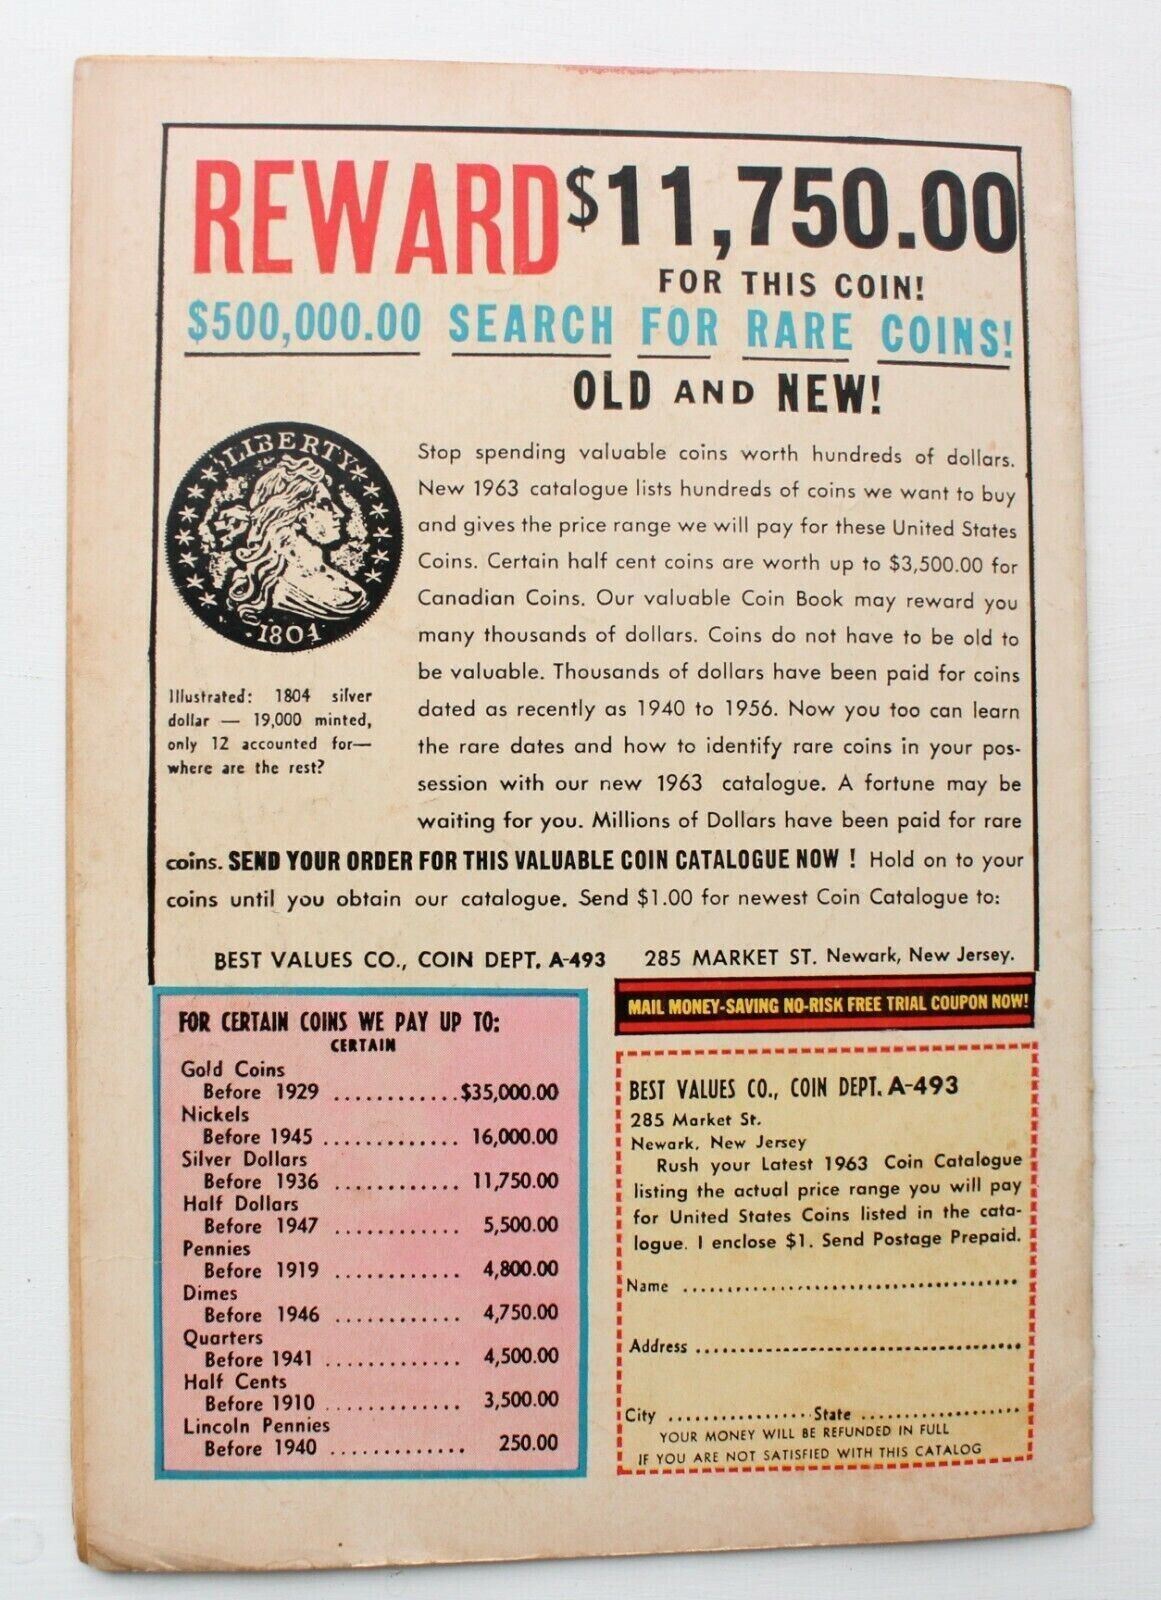 REWARD $11,750.00
FOR THIS COIN!
$500,000.00 SEARCH FOR RARE COINS!
OLD AND NEW!
LIBERTY
1804
Illustrated: 1804 silver
dollar — 19,000 minted,
only 12 accounted for—
where are the rest?
Stop spending valuable coins worth hundreds of dollars.
New 1963 catalogue lists hundreds of coins we want to buy
and gives the price range we will pay for these United States
Coins. Certain half cent coins are worth up to $3,500.00 for
Canadian Coins. Our valuable Coin Book may reward you
many thousands of dollars. Coins do not have to be old to
be valuable. Thousands of dollars have been paid for coins
dated as recently as 1940 to 1956. Now you too can learn
the rare dates and how to identify rare coins in your pos-
session with our new 1963 catalogue. A fortune may be
waiting for you. Millions of Dollars have been paid for rare
coins. SEND YOUR ORDER FOR THIS VALUABLE COIN CATALOGUE NOW ! Hold on to your
coins until you obtain our catalogue. Send $1.00 for newest Coin Catalogue to:
BEST VALUES CO., COIN DEPT. A-493 285 MARKET ST. Newark, New Jersey.
FOR CERTAIN COINS WE PAY UP TO:
CERTAIN
Gold Coins
Before 1929 ............ $35,000.00
Nickels
Before 1945 ............ 16,000.00
Silver Dollars
Before 1936 ............ 11,750.00
Half Dollars
Before 1947 ............ 5,500.00
Pennies
Before 1919 ............ 4,800.00
Dimes
Before 1946 ............ 4,750.00
Quarters
Before 1941 ............ 4,500.00
Half Cents
Before 1910 ............ 3,500.00
Lincoln Pennies
Before 1940 ............ 250.00
MAIL MONEY-SAVING NO-RISK FREE TRIAL COUPON NOW!
BEST VALUES CO., COIN DEPT. A-493
285 Market St.
Newark, New Jersey
Rush your Latest 1963 Coin Catalogue
listing the actual price range you will pay
for United States Coins listed in the cata-
logue. I enclose $1. Send Postage Prepaid.
Name ................................
Address ................................
City ................ State ................
YOUR MONEY WILL BE REFUNDED IN FULL
IF YOU ARE NOT SATISFIED WITH THIS CATALOG